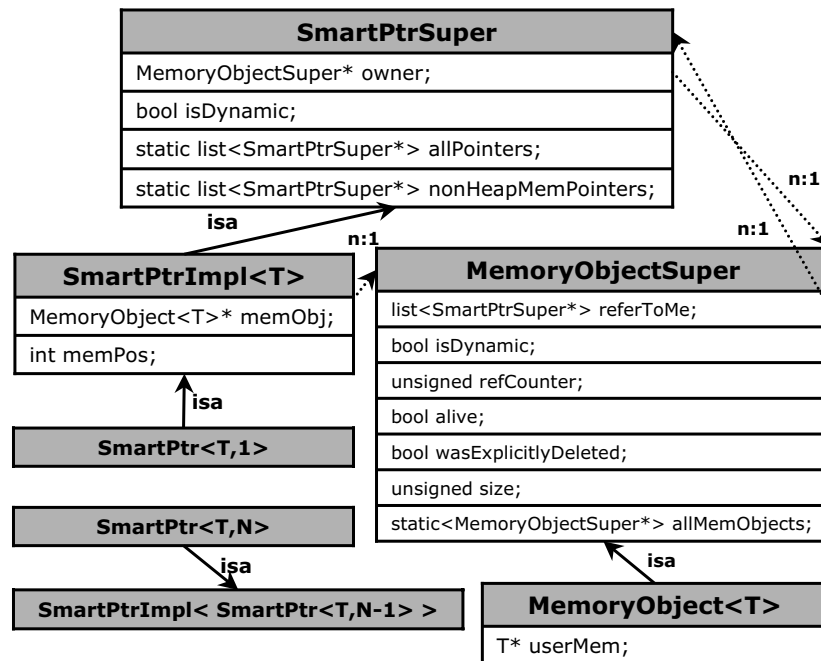 SmartPtrSuper
MemoryObjectSuper* owner;
bool isDynamic;
static list<SmartPtrSuper*> allPointers;
static list<SmartPtrSuper*> nonHeapMemPointers;
n:1
n:1
isa
n:1
SmartPtrImpl<T>
MemoryObject<T>* memObj;
int memPos;
isa
SmartPtr<T,1>
SmartPtr<T,N>
isa
SmartPtrImpl< SmartPtr<T,N-1> >
MemoryObjectSuper
list<SmartPtrSuper*> referToMe;
bool isDynamic;
unsigned refCounter;
bool alive;
bool wasExplicitlyDeleted;
unsigned size;
static<MemoryObjectSuper*> allMemObjects;
isa
MemoryObject<T>
T* userMem;